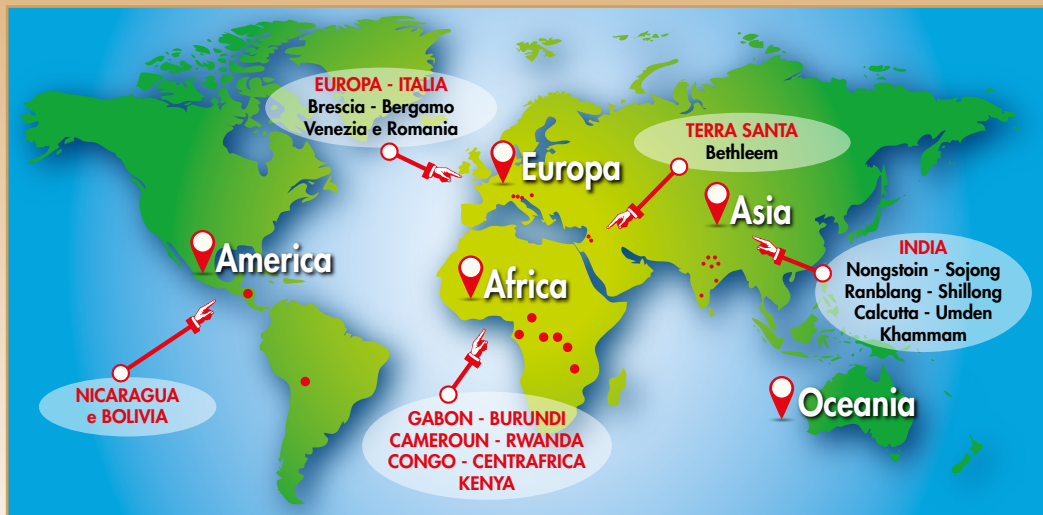 EUROPA - ITALIA
Brescia - Bergamo
Venezia e Romania
TERRA SANTA
Bethleem
Europa
Asia
America
Africa
INDIA
Nongstoin - Sojong
Ranblang - Shillong
Calcutta - Umden
Khammam
NICARAGUA
e BOLIVIA
Oceania
GABON - BURUNDI
CAMEROUN - RWANDA
CONGO - CENTRAFRICA
KENYA